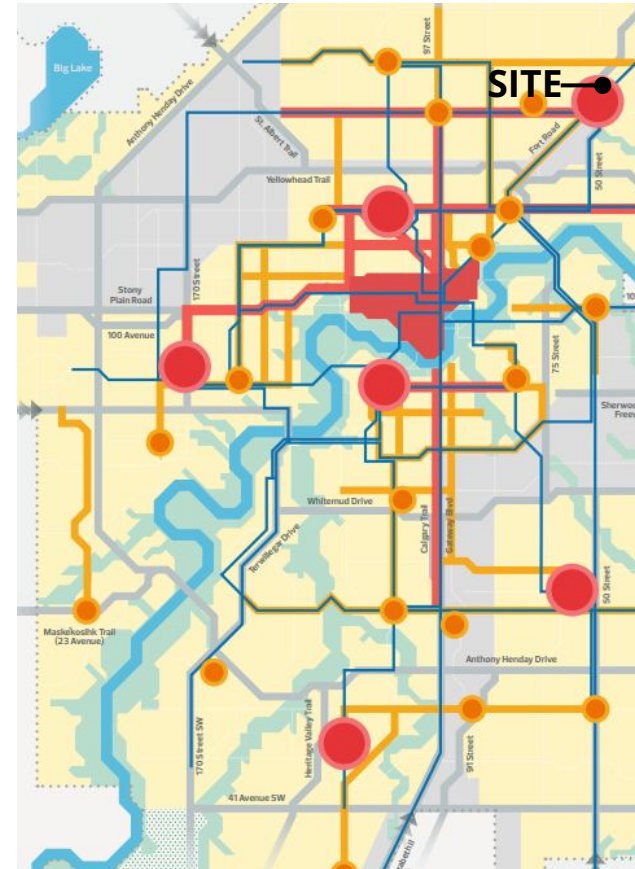 97 Street
Big Lake
SITE
Anthony Henday Drive
St. Albert Trail
Fort Road
50 Street
Yellowhead Trail
170 Street
Stony
Plain Road
100 Avenue
75 Street
Whitemud Drive
Terwillegar Drive
Calgary Trail
Gateway Blvd
50 Street
Maskekosihk Trail
(23 Avenue)
Anthony Henday Drive
170 Street SW
Heritage Valley Trail
91 Street
41 Avenue SW